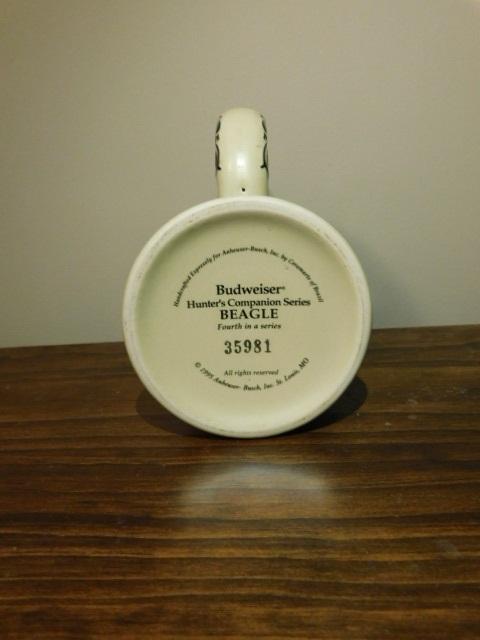 Handcrafted Expressly for Anheuser-Busch, Inc. by Ceramarte of Brazil
Budweiser®
Hunter's Companion Series
BEAGLE
Fourth in a series
35981
All rights reserved
© 1995 Anheuser- Busch, Inc. St. Louis, MO